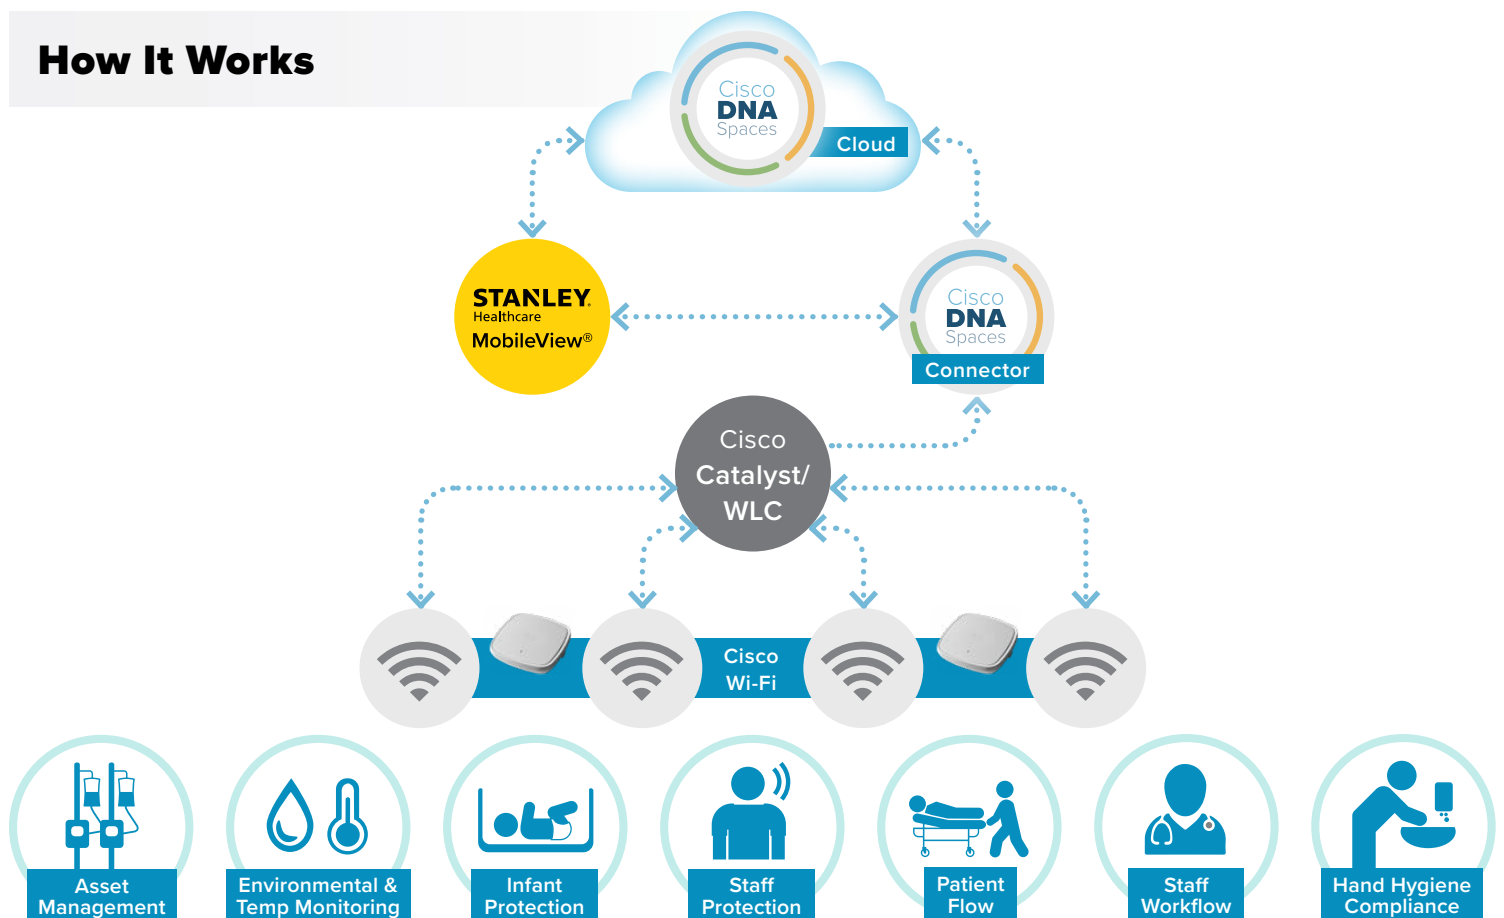 How It Works
Cisco
DNA
Spaces
Cloud
STANLEY®
Healthcare
MobileView®
Cisco
DNA
Spaces
Connector
Cisco
Catalyst/
WLC
Cisco
Wi-Fi
Asset
Management
Environmental &
Temp Monitoring
Infant
Protection
Staff
Protection
Patient
Flow
Staff
Workflow
Hand Hygiene
Compliance